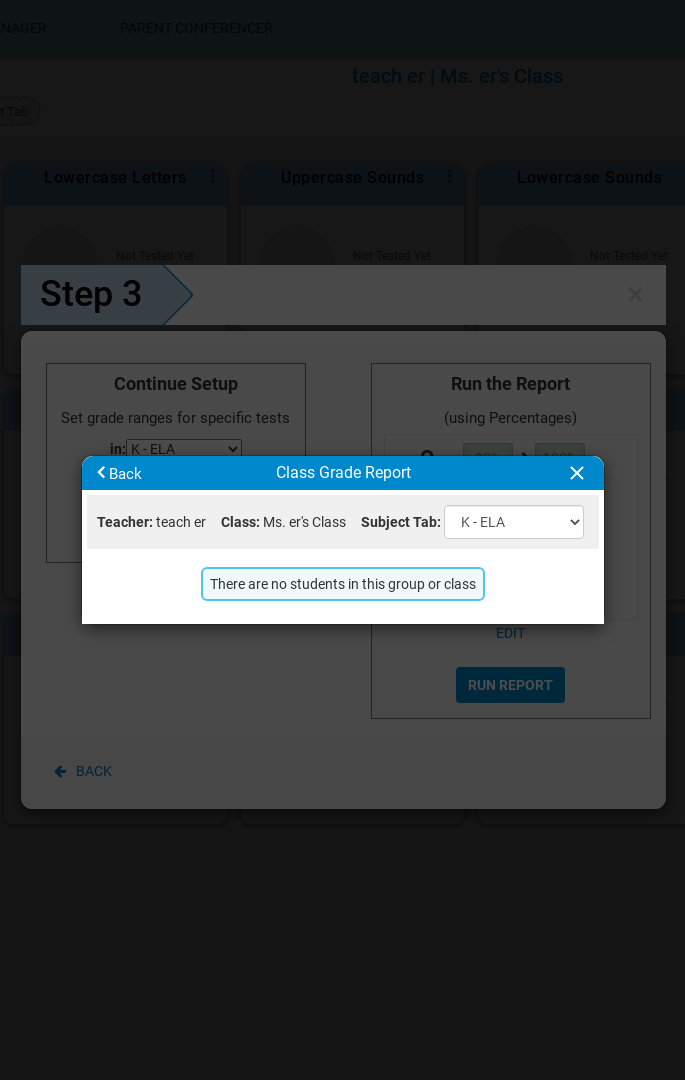 NAGER PARENT CONFERENCER
teach er | Ms. er's Class
t Tab
Lowercase Letters Uppercase Sounds Lowercase Sounds
Not Tested Yet Not Tested Yet Not Tested Yet
Step 3
Continue Setup Run the Report
Set grade ranges for specific tests (using Percentages)
in: K - ELA
Back Class Grade Report
Teacher: teach er Class: Ms. er's Class Subject Tab: K - ELA
There are no students in this group or class
EDIT
RUN REPORT
BACK